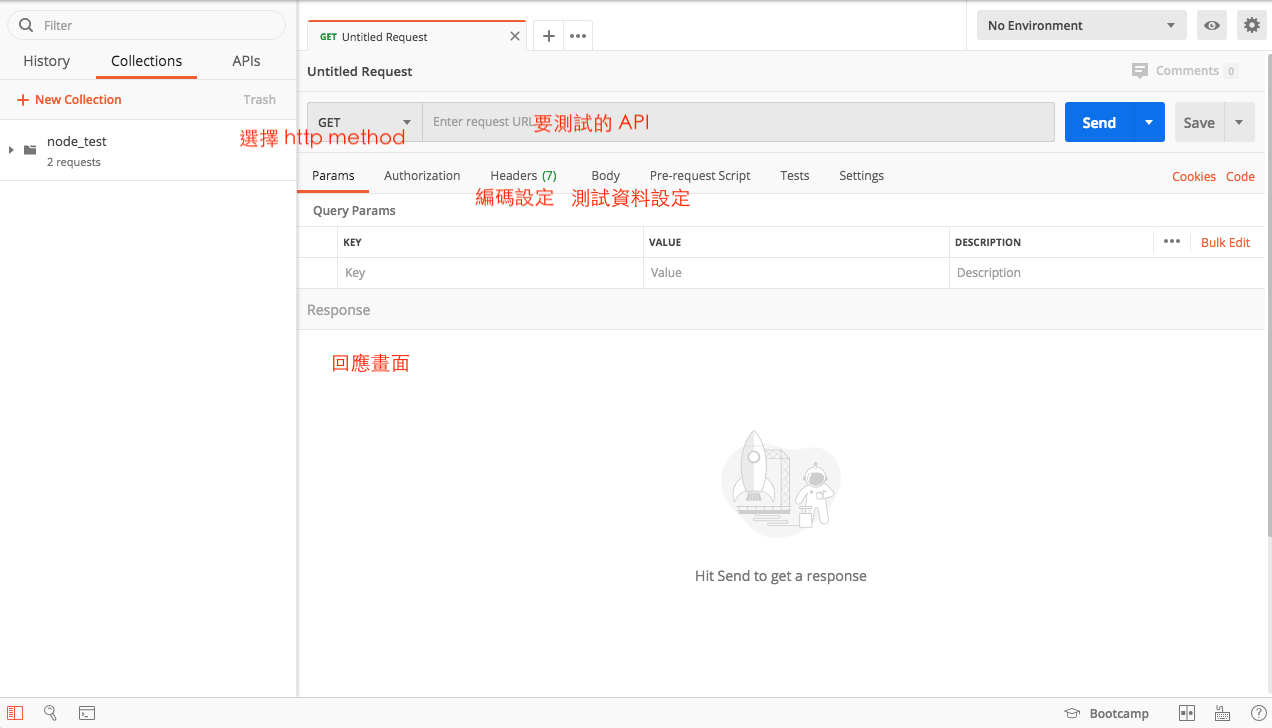 Filter
History Collections APIs
+ New Collection Trash
node_test
2 requests
GET Untitled Request
No Environment
Untitled Request
Comments 0
GET Enter request URL Send Save
選擇 http method 要測試的 API
Params Authorization Headers (7) Body Pre-request Script Tests Settings Cookies Code
編碼設定 測試資料設定
Query Params
KEY VALUE DESCRIPTION ••• Bulk Edit
Key Value Description
Response
回應畫面
Hit Send to get a response
Bootcamp